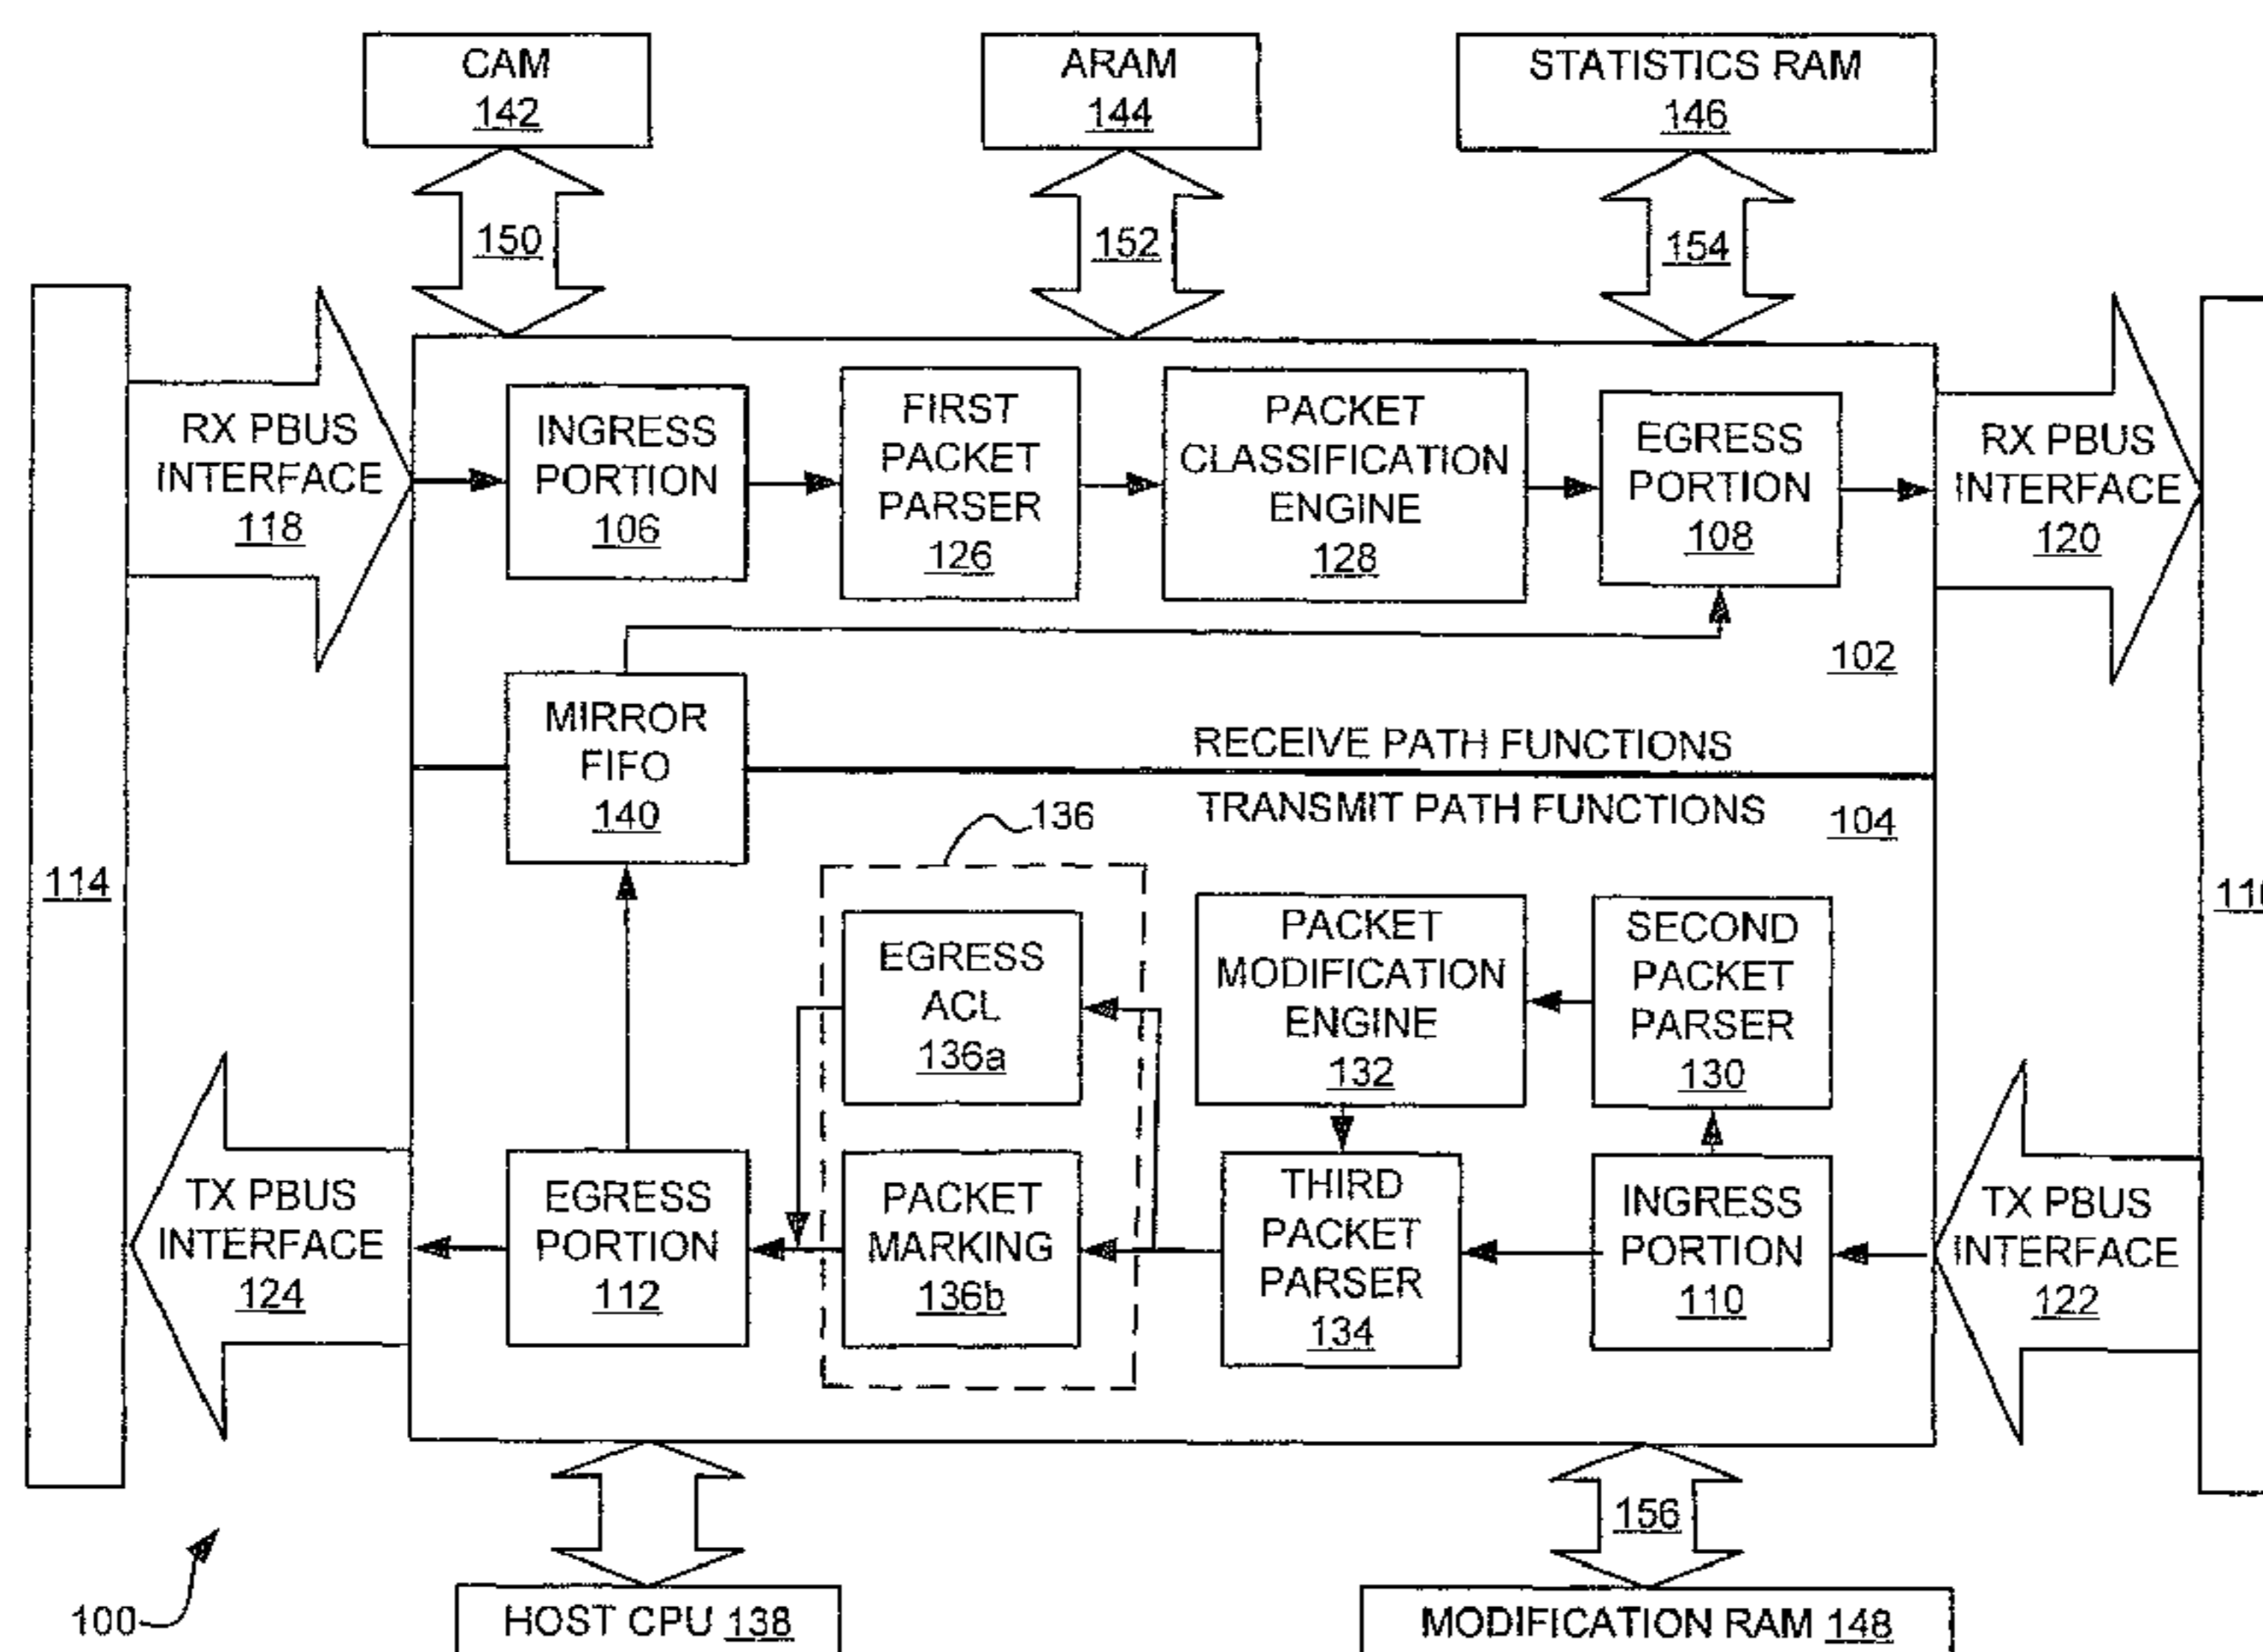 CAM
142
ARAM
144
STATISTICS RAM
146
150
152
154
RX PBUS
INTERFACE
118
INGRESS
PORTION
106
FIRST
PACKET
PARSER
126
PACKET
CLASSIFICATION
ENGINE
128
EGRESS
PORTION
108
RX PBUS
INTERFACE
120
102
MIRROR
FIFO
140
RECEIVE PATH FUNCTIONS
TRANSMIT PATH FUNCTIONS
104
136
114
EGRESS
ACL
136a
PACKET
MODIFICATION
ENGINE
132
SECOND
PACKET
PARSER
130
TX PBUS
INTERFACE
124
EGRESS
PORTION
112
PACKET
MARKING
136b
THIRD
PACKET
PARSER
134
INGRESS
PORTION
110
TX PBUS
INTERFACE
122
156
100
HOST CPU 138
MODIFICATION RAM 148